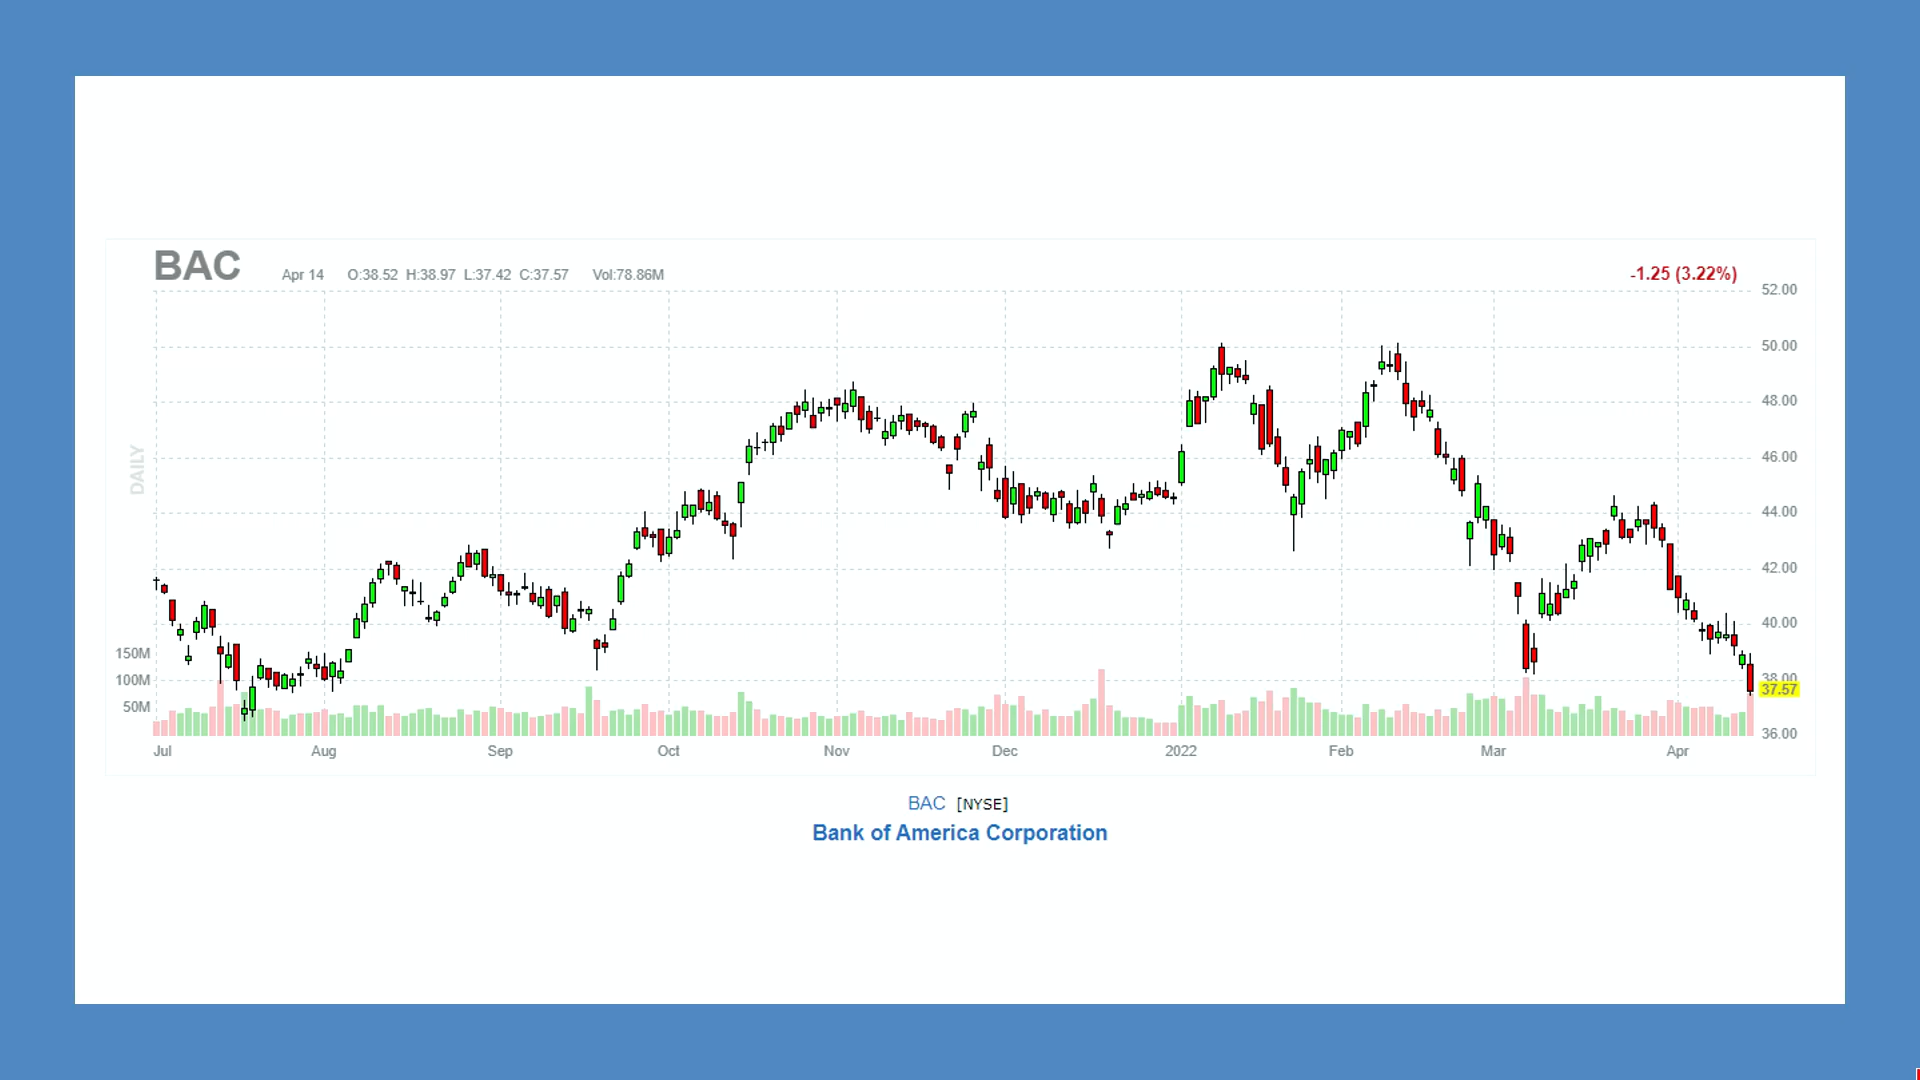 BAC Apr 14 O:38.52 H:38.97 L:37.42 C:37.57 Vol:78.86M -1.25 (3.22%)
52.00
50.00
48.00
46.00
44.00
42.00
40.00
38.00
37.57
36.00
DAILY
150M
100M
50M
Jul Aug Sep Oct Nov Dec 2022 Feb Mar Apr
BAC [NYSE]
Bank of America Corporation